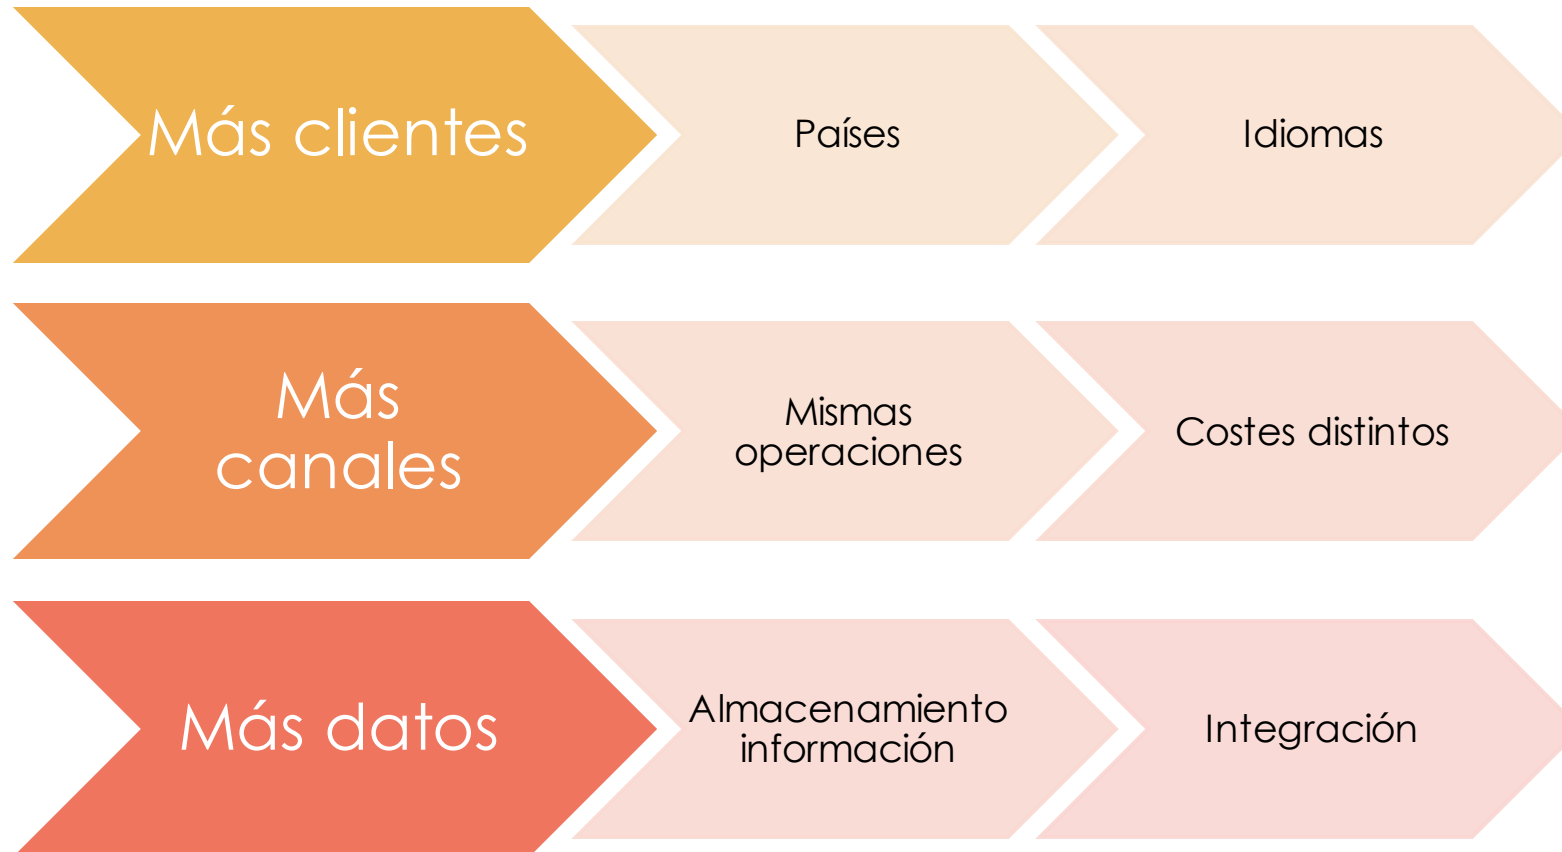 Más clientes
Países
Idiomas
Más
canales
Mismas
operaciones
Costes distintos
Más datos
Almacenamiento
información
Integración